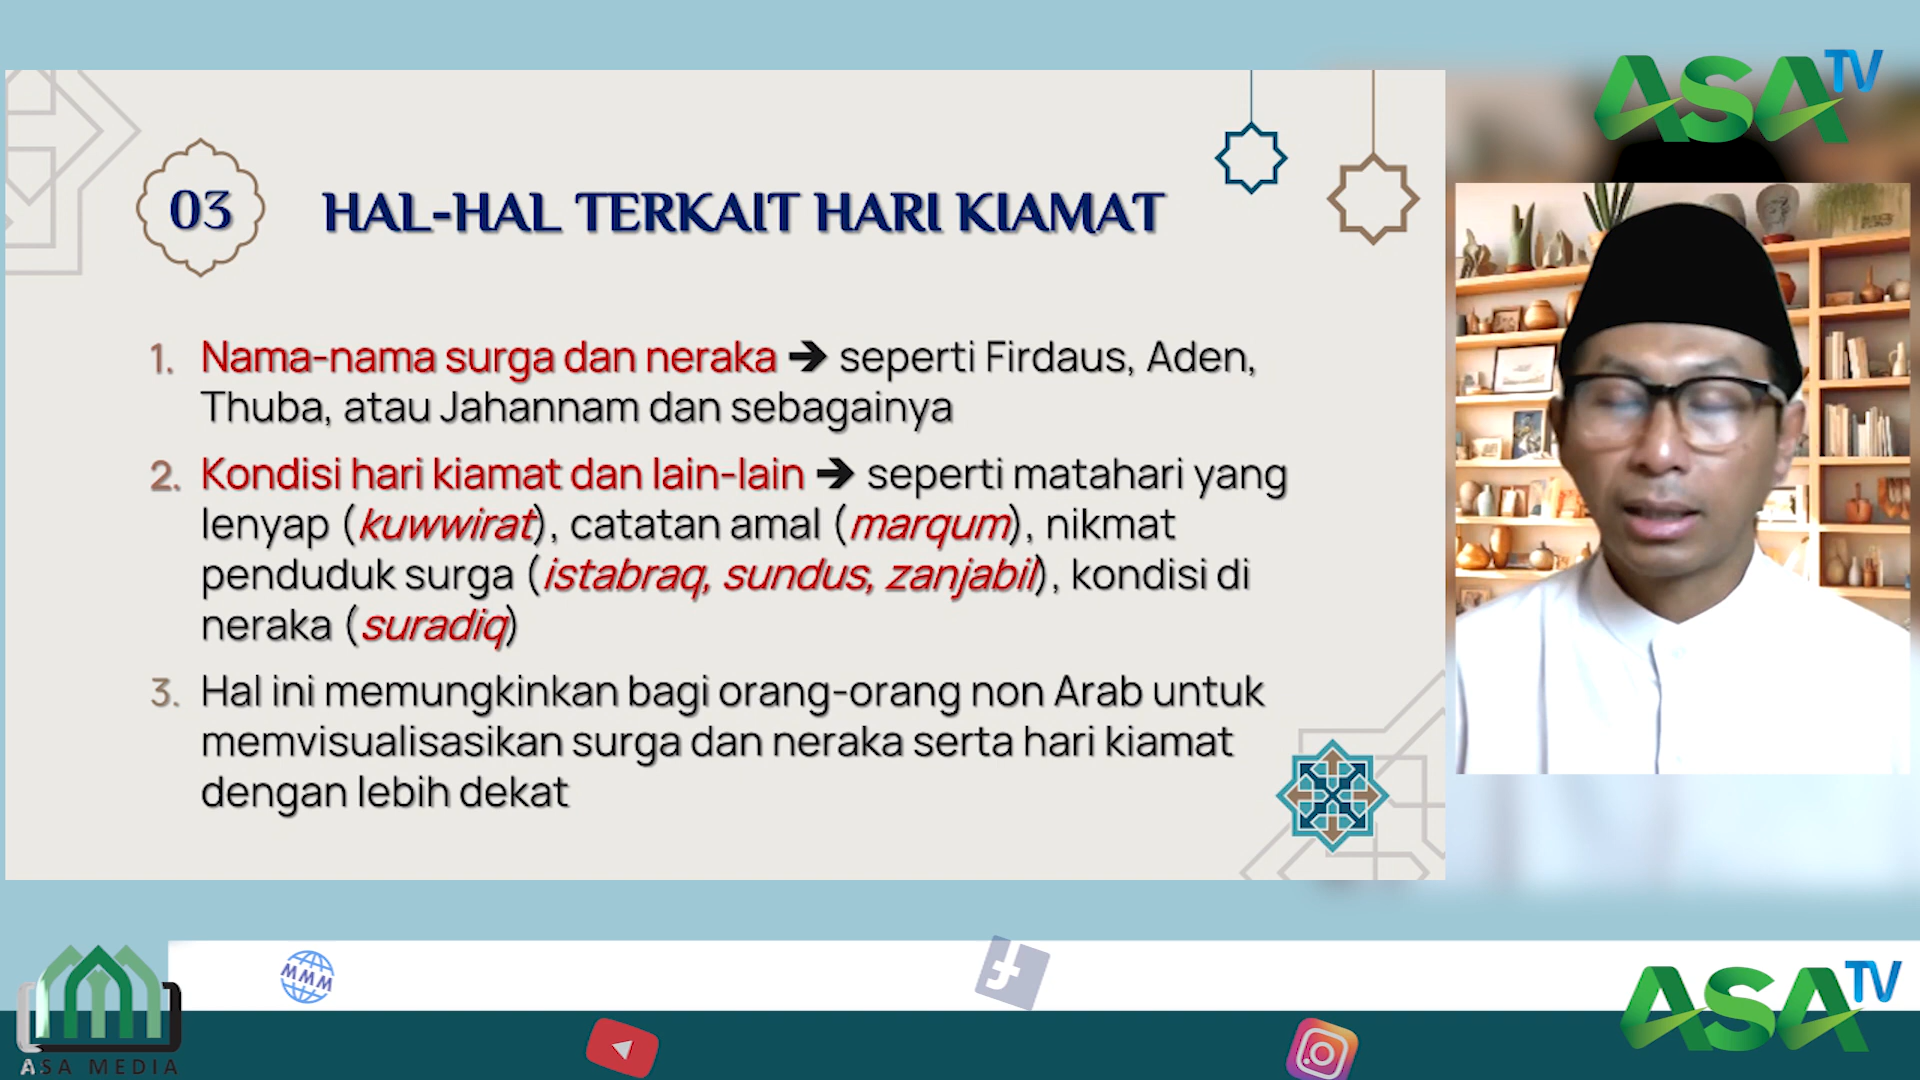 ASA TV
03 HAL-HAL TERKAIT HARI KIAMAT
1. Nama-nama surga dan neraka ➔ seperti Firdaus, Aden,
Thuba, atau Jahannam dan sebagainya
2. Kondisi hari kiamat dan lain-lain ➔ seperti matahari yang
lenyap (kuwwirat), catatan amal (marqum), nikmat
penduduk surga (istabraq, sundus, zanjabil), kondisi di
neraka (suradiq)
3. Hal ini memungkinkan bagi orang-orang non Arab untuk
memvisualisasikan surga dan neraka serta hari kiamat
dengan lebih dekat
ASA MEDIA
ASA TV